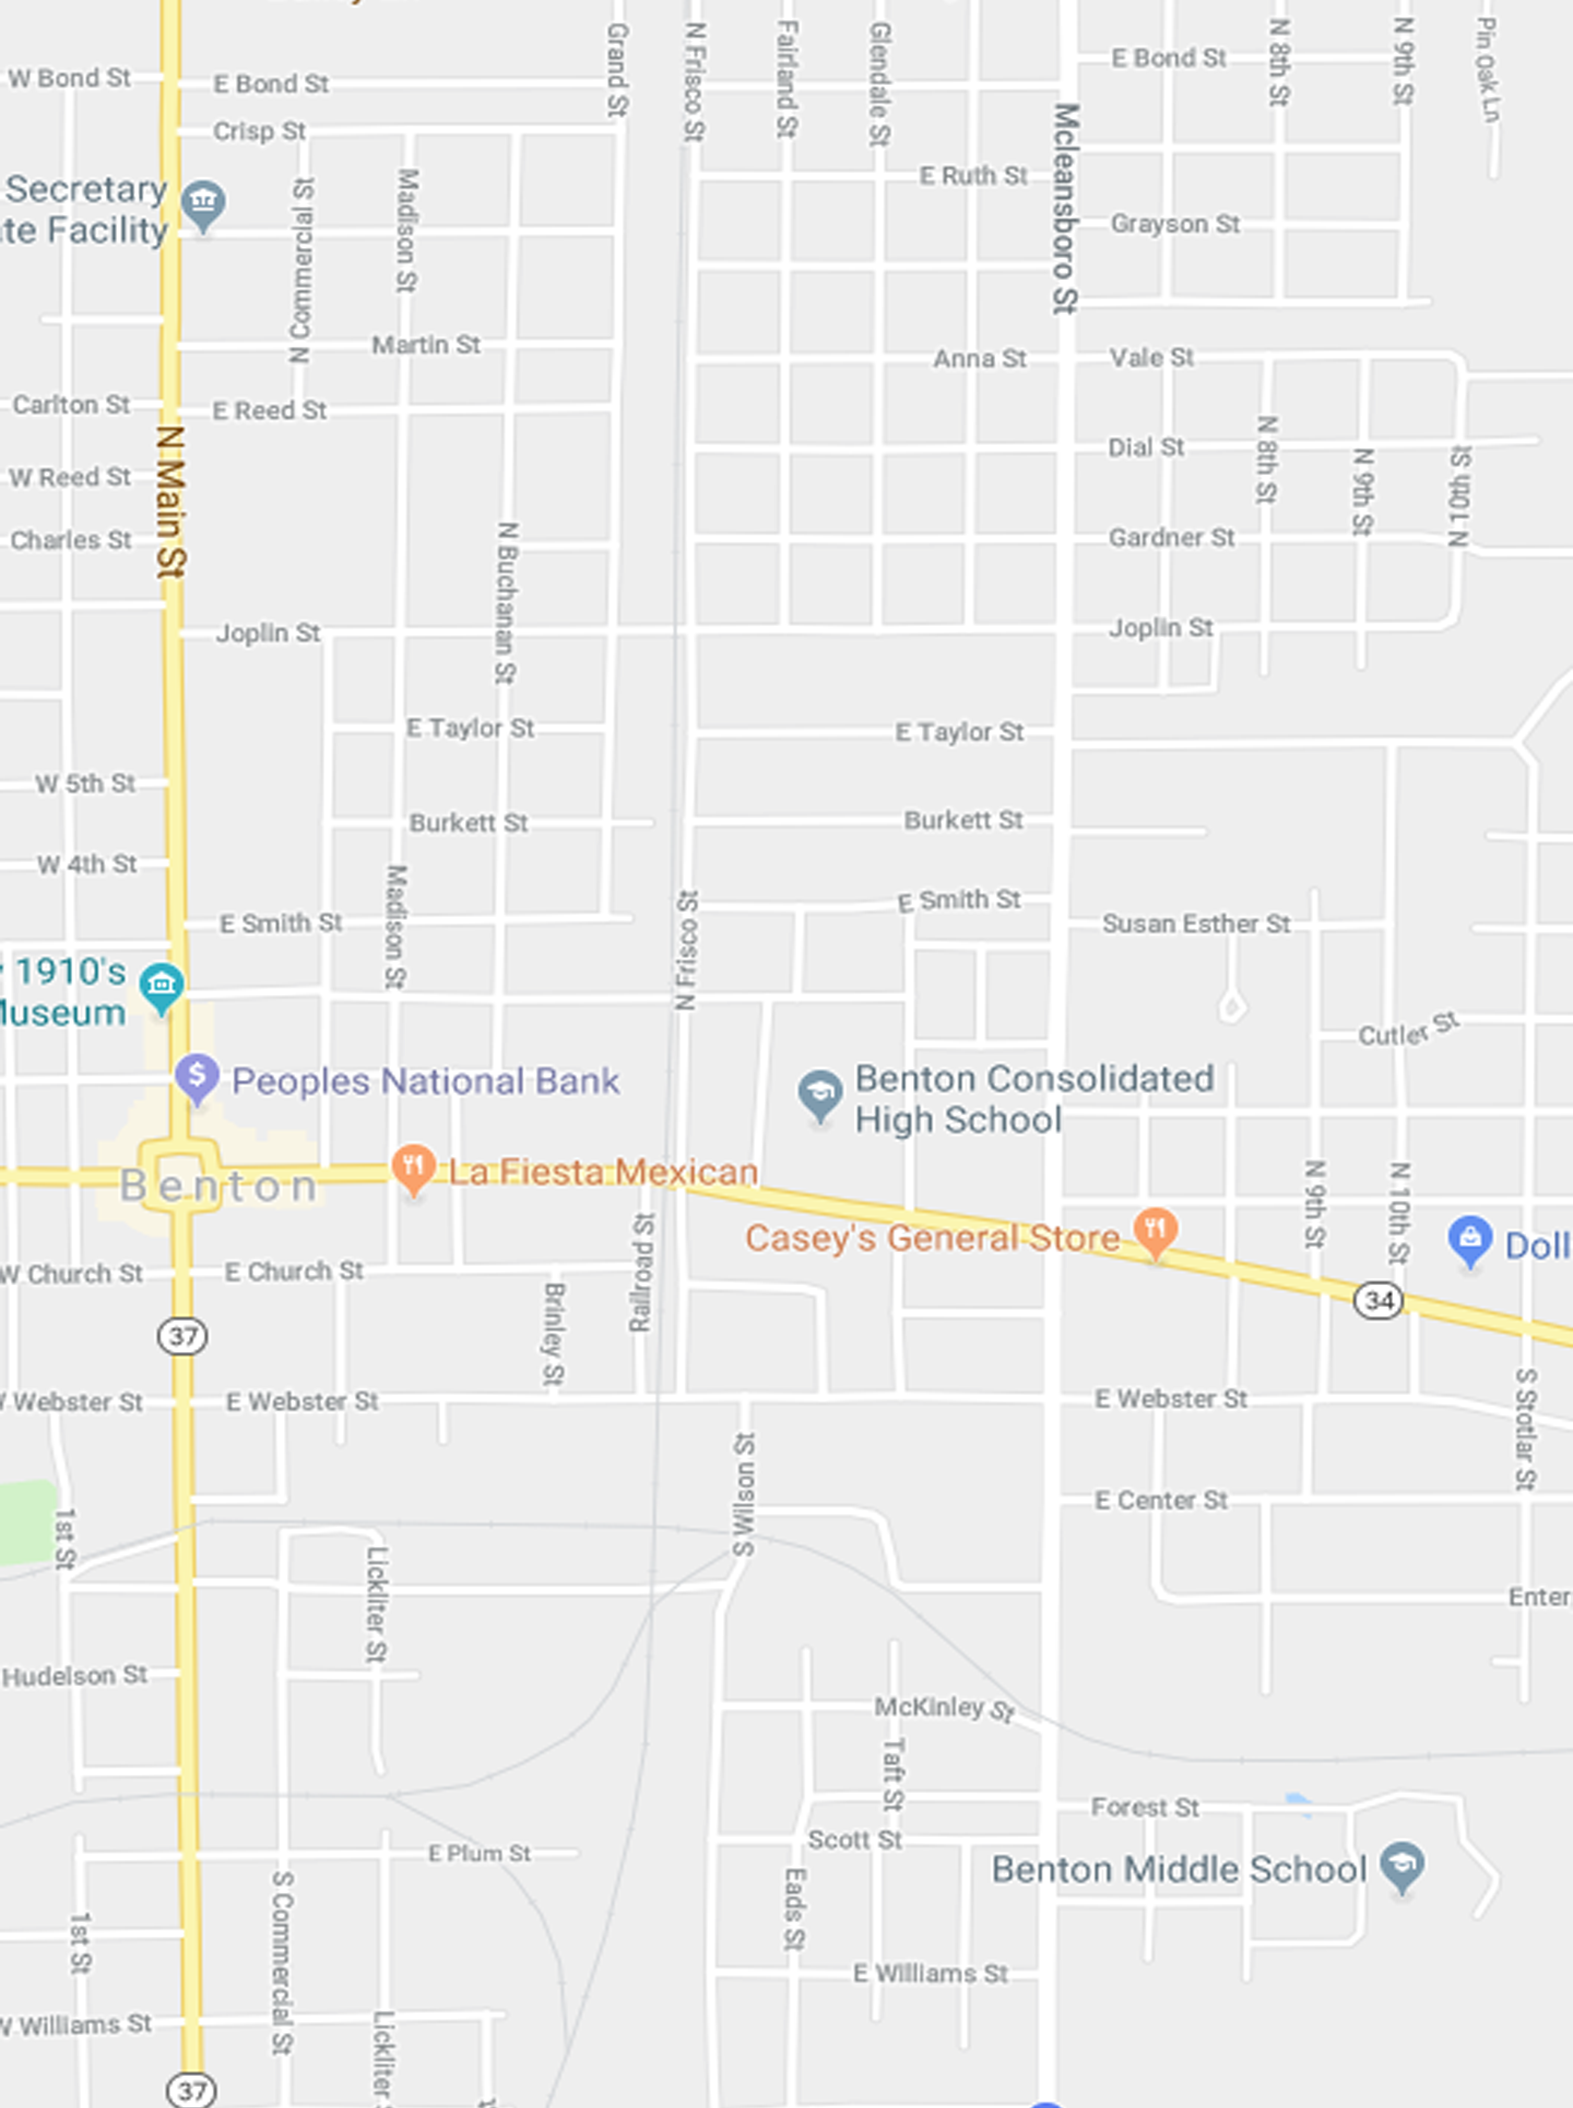 Grand St
N Frisco St
Fairland St
Glendale St
N 8th St
N 9th St
Pin Oak Ln
W Bond St
E Bond St
E Bond St
Crisp St
Mcleansboro St
E Ruth St
Secretary
te Facility
N Commercial St
Madison St
Grayson St
Martin St
Anna St
Vale St
Carlton St
E Reed St
N Main St
Dial St
N 8th St
N 9th St
N 10th St
W Reed St
Charles St
N Buchanan St
Gardner St
Joplin St
Joplin St
E Taylor St
E Taylor St
W 5th St
Burkett St
Burkett St
W 4th St
Madison St
E Smith St
N Frisco St
E Smith St
Susan Esther St
1910's
Museum
Cutler St
Peoples National Bank
Benton Consolidated
High School
La Fiesta Mexican
Benton
N 9th St
N 10th St
Casey's General Store
Doll
Railroad St
W Church St
E Church St
Brinley St
34
37
W Webster St
E Webster St
E Webster St
S Stotlar St
S Wilson St
1st St
E Center St
Lickliter St
Enter
Hudelson St
McKinley St
Taft St
Forest St
Scott St
E Plum St
Benton Middle School
S Commercial St
Eads St
1st St
E Williams St
W Williams St
Lickliter S
37